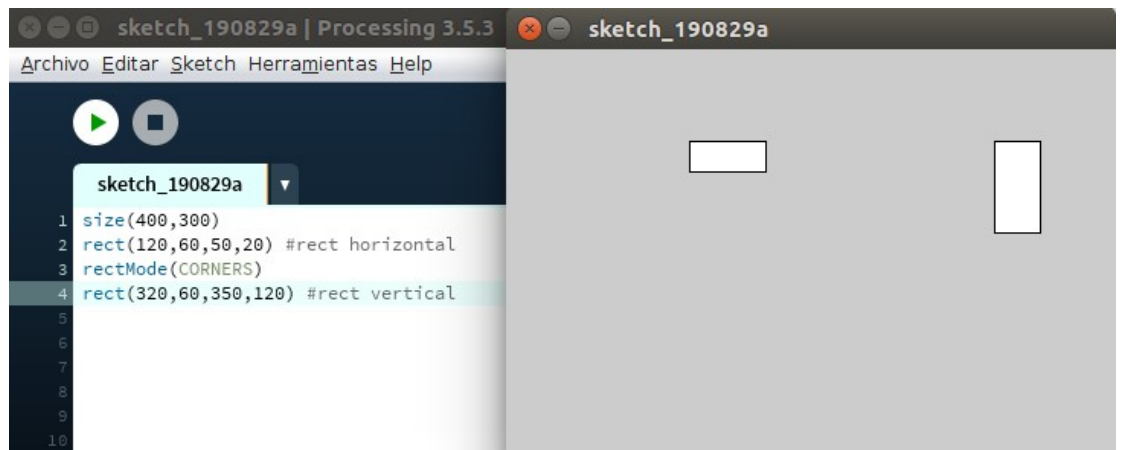 sketch_190829a | Processing 3.5.3
Archivo Editar Sketch Herramientas Help
sketch_190829a
1 size(400,300)
2 rect(120,60,50,20) #rect horizontal
3 rectMode(CORNERS)
4 rect(320,60,350,120) #rect vertical
5
6
7
8
9
10
sketch_190829a